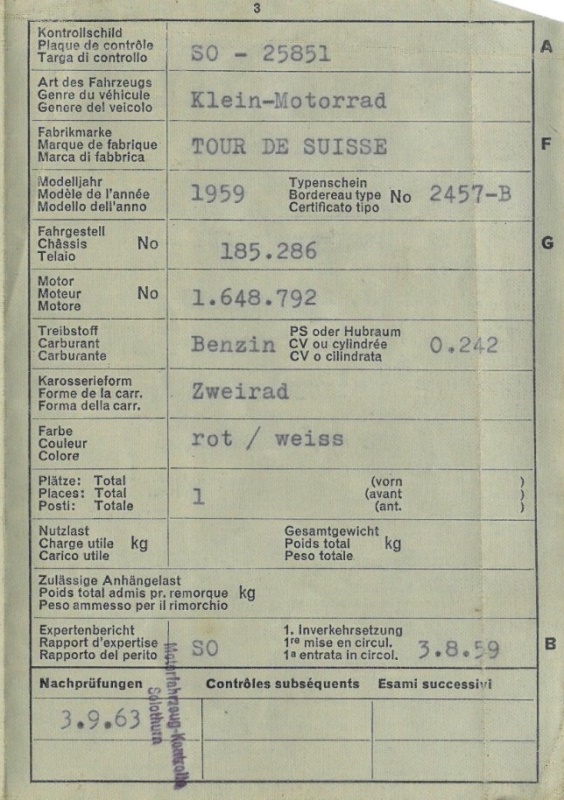 3
Kontrollschild
Plaque de contrôle
Targa di controllo
SO - 25851
A
Art des Fahrzeugs
Genre du véhicule
Genere del veicolo
Klein-Motorrad
Fabrikmarke
Marque de fabrique
Marca di fabbrica
TOUR DE SUISSE
F
Modelljahr
Modèle de l'année
Modello dell'anno
1959
Typenschein
Bordereau type No
Certificato tipo
2457-B
Fahrgestell
Châssis No
Telaio
185.286
G
Motor
Moteur No
Motore
1.648.792
Treibstoff
Carburant
Carburante
Benzin
PS oder Hubraum
CV ou cylindrée
CV o cilindrata
0.242
Karosserieform
Forme de la carr.
Forma della carr.
Zweirad
Farbe
Couleur
Colore
rot / weiss
Plätze: Total
Places: Total
Posti: Totale
1
(vorn )
(avant )
(ant. )
Nutzlast
Charge utile kg
Carico utile
Gesamtgewicht
Poids total kg
Peso totale
Zulässige Anhängelast
Poids total admis pr. remorque kg
Peso ammesso per il rimorchio
Expertenbericht
Rapport d'expertise
Rapporto del perito
SO
1. Inverkehrsetzung
1re mise en circul.
1a entrata in circol.
3.8.59
B
Nachprüfungen Contrôles subséquents Esami successivi
3.9.63
Motorfahrzeug-Kontrolle
Solothurn